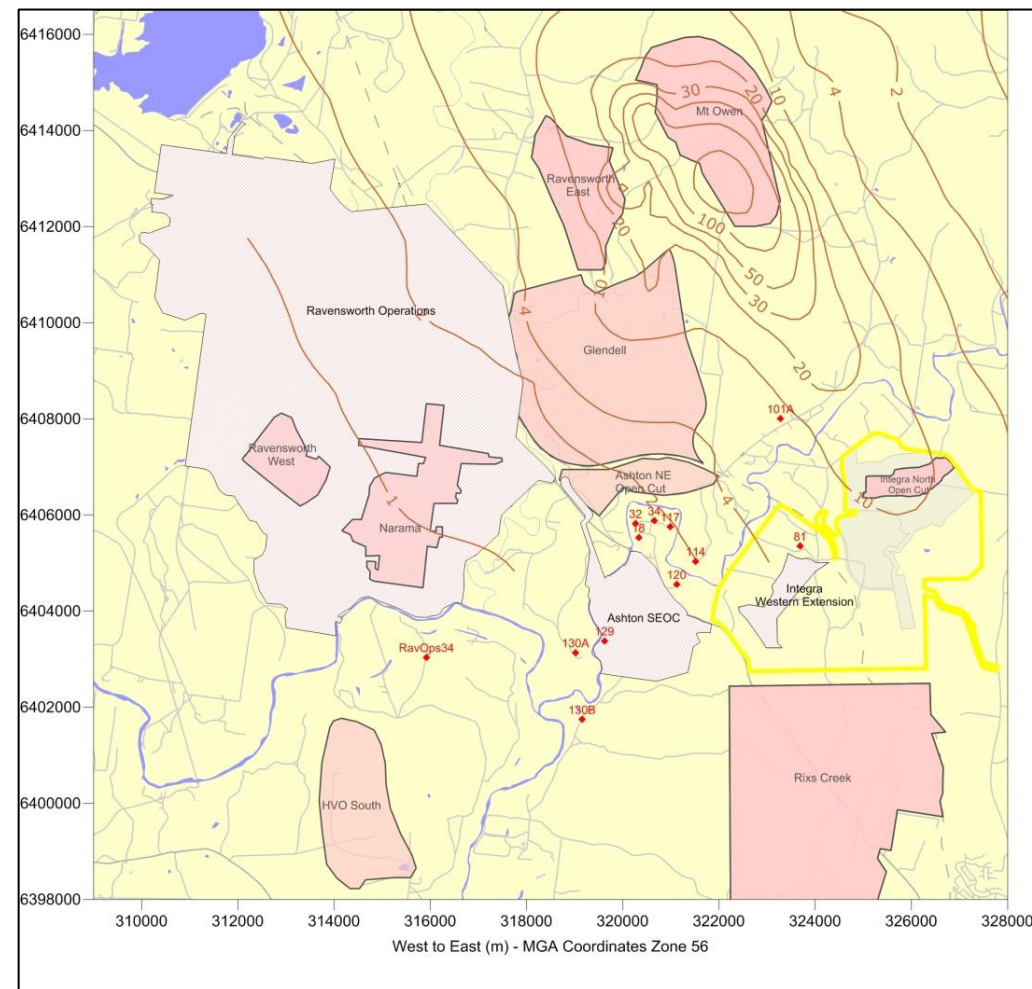 6416000
6414000
6412000
6410000
6408000
6406000
6404000
6402000
6400000
6398000
30
20
10
4
2
Mt Owen
Ravensworth
East
20
100
50
30
10
Ravensworth Operations
4
Glendell
20
101A
Ravensworth
West
Ashton NE
Open Cut
Integra North
Open Cut
1
4
10
2
32
34
117
18
Narama
81
114
120
Integra
Western Extension
Ashton SEOC
129
130A
RavOps34
130B
Rixs Creek
HVO South
310000
312000
314000
316000
318000
320000
322000
324000
326000
328000
West to East (m) - MGA Coordinates Zone 56